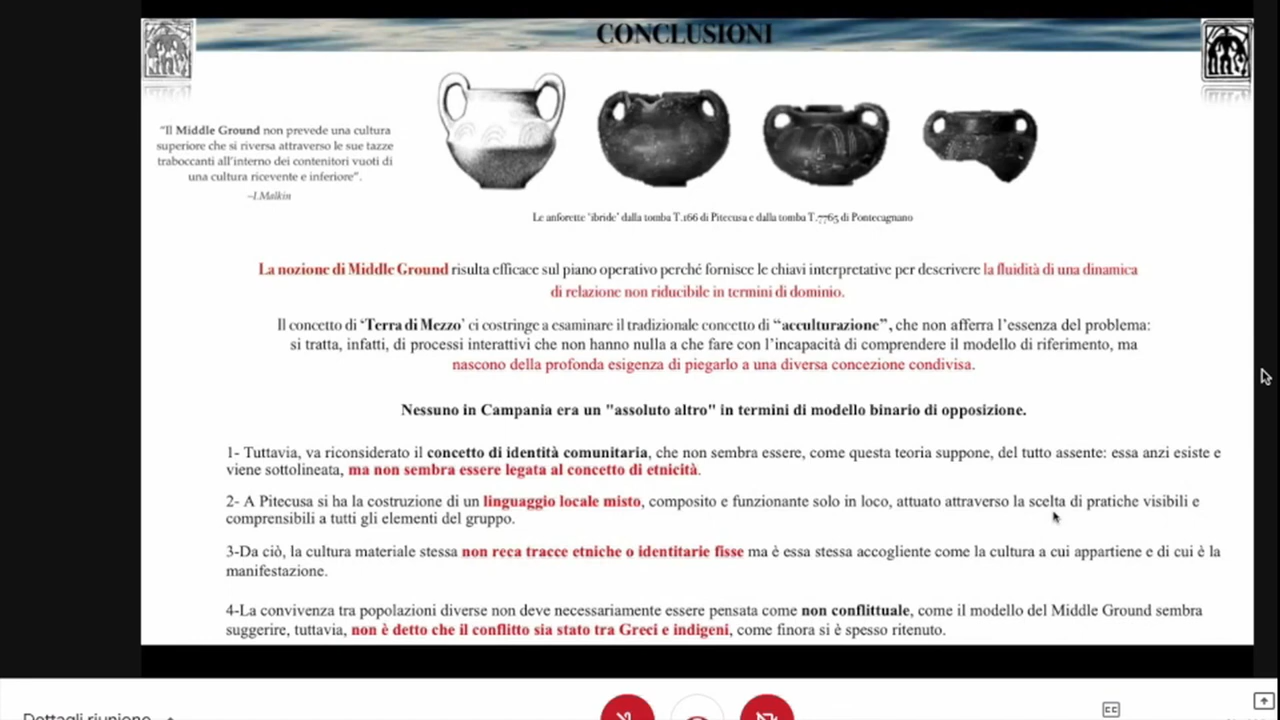 CONCLUSIONI
"Il Middle Ground non prevede una cultura
superiore che si riversa attraverso le sue tazze
traboccanti all'interno dei contenitori vuoti di
una cultura ricevente e inferiore".
–I.Malkin
Le anforette 'ibride' dalla tomba T.166 di Pitecusa e dalla tomba T.7765 di Pontecagnano
La nozione di Middle Ground risulta efficace sul piano operativo perché fornisce le chiavi interpretative per descrivere la fluidità di una dinamica
di relazione non riducibile in termini di dominio.
Il concetto di 'Terra di Mezzo' ci costringe a esaminare il tradizionale concetto di "acculturazione", che non afferra l'essenza del problema:
si tratta, infatti, di processi interattivi che non hanno nulla a che fare con l'incapacità di comprendere il modello di riferimento, ma
nascono della profonda esigenza di piegarlo a una diversa concezione condivisa.
Nessuno in Campania era un "assoluto altro" in termini di modello binario di opposizione.
1- Tuttavia, va riconsiderato il concetto di identità comunitaria, che non sembra essere, come questa teoria suppone, del tutto assente: essa anzi esiste e
viene sottolineata, ma non sembra essere legata al concetto di etnicità.
2- A Pitecusa si ha la costruzione di un linguaggio locale misto, composito e funzionante solo in loco, attuato attraverso la scelta di pratiche visibili e
comprensibili a tutti gli elementi del gruppo.
3-Da ciò, la cultura materiale stessa non reca tracce etniche o identitarie fisse ma è essa stessa accogliente come la cultura a cui appartiene e di cui è la
manifestazione.
4-La convivenza tra popolazioni diverse non deve necessariamente essere pensata come non conflittuale, come il modello del Middle Ground sembra
suggerire, tuttavia, non è detto che il conflitto sia stato tra Greci e indigeni, come finora si è spesso ritenuto.
Dettagli riunione
CC